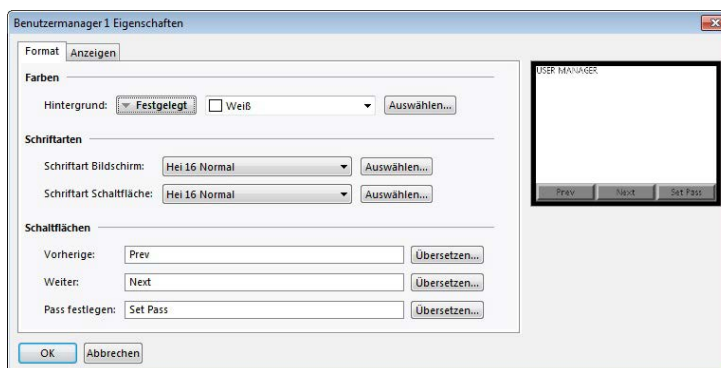 Benutzermanager1 Eigenschaften
Format Anzeigen
Farben
Hintergrund: Festgelegt Weiß Auswählen...
Schriftarten
Schriftart Bildschirm: Hei 16 Normal Auswählen...
Schriftart Schaltfläche: Hei 16 Normal Auswählen...
Schaltflächen
Vorherige: Prev Übersetzen...
Weiter: Next Übersetzen...
Pass festlegen: Set Pass Übersetzen...
OK Abbrechen
USER MANAGER
Prev Next Set Pass